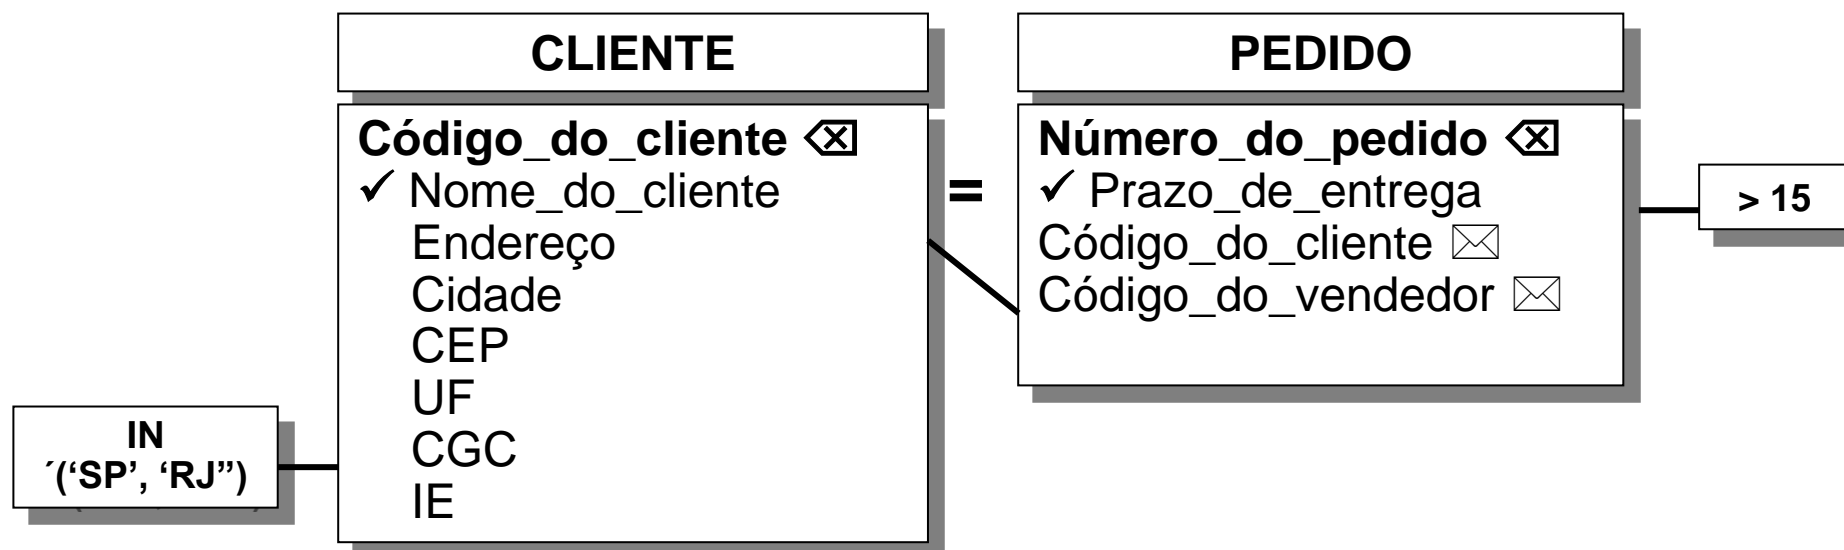 CLIENTE
Código_do_cliente
Nome_do_cliente
Endereço
Cidade
CEP
UF
CGC
IE
=
PEDIDO
Número_do_pedido
Prazo_de_entrega
Código_do_cliente
Código_do_vendedor
> 15
IN
´(‘SP’, ‘RJ”)